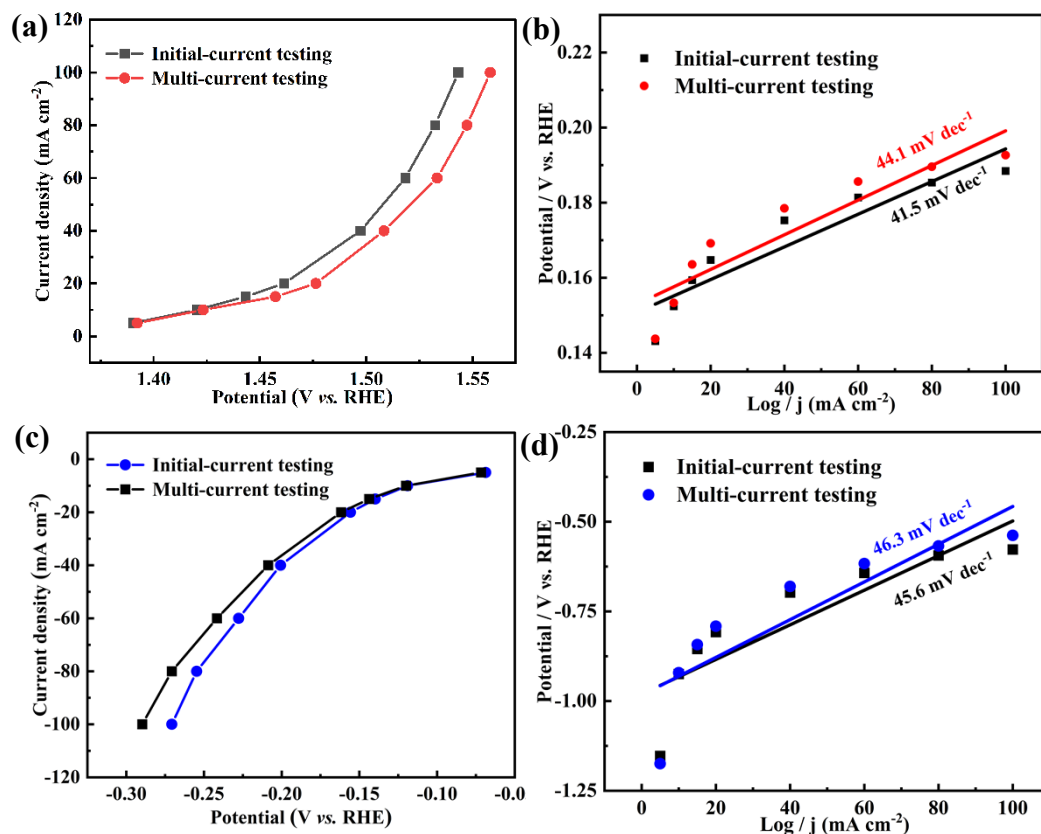 (a)
Initial-current testing
Multi-current testing
120
100
80
60
40
20
0
Current density (mA cm-2)
1.40
1.45
1.50
1.55
Potential (V vs. RHE)
(b)
Initial-current testing
Multi-current testing
0.22
0.20
0.18
0.16
0.14
Potential / V vs. RHE
44.1 mV dec-1
41.5 mV dec-1
0
20
40
60
80
100
Log / j (mA cm-2)
(c)
Initial-current testing
Multi-current testing
0
-20
-40
-60
-80
-100
-120
Current density (mA cm-2)
-0.30
-0.25
-0.20
-0.15
-0.10
-0.0
Potential (V vs. RHE)
(d)
Initial-current testing
Multi-current testing
-0.25
-0.50
-0.75
-1.00
-1.25
Potential / V vs. RHE
46.3 mV dec-1
45.6 mV dec-1
0
20
40
60
80
100
Log / j (mA cm-2)